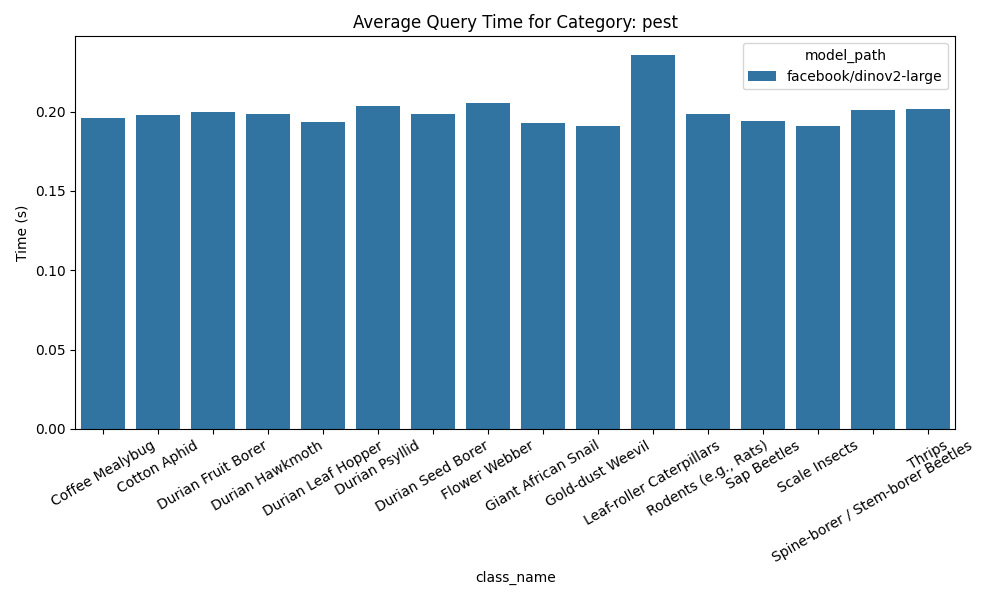 Average Query Time for Category: pest
model_path
facebook/dinov2-large
Time (s)
0.20
0.15
0.10
0.05
0.00
Coffee Mealybug
Cotton Aphid
Durian Fruit Borer
Durian Hawkmoth
Durian Leaf Hopper
Durian Psyllid
Durian Seed Borer
Flower Webber
Giant African Snail
Gold-dust Weevil
Leaf-roller Caterpillars
Rodents (e.g., Rats)
Sap Beetles
Scale Insects
Spine-borer / Stem-borer Beetles
Thrips
class_name